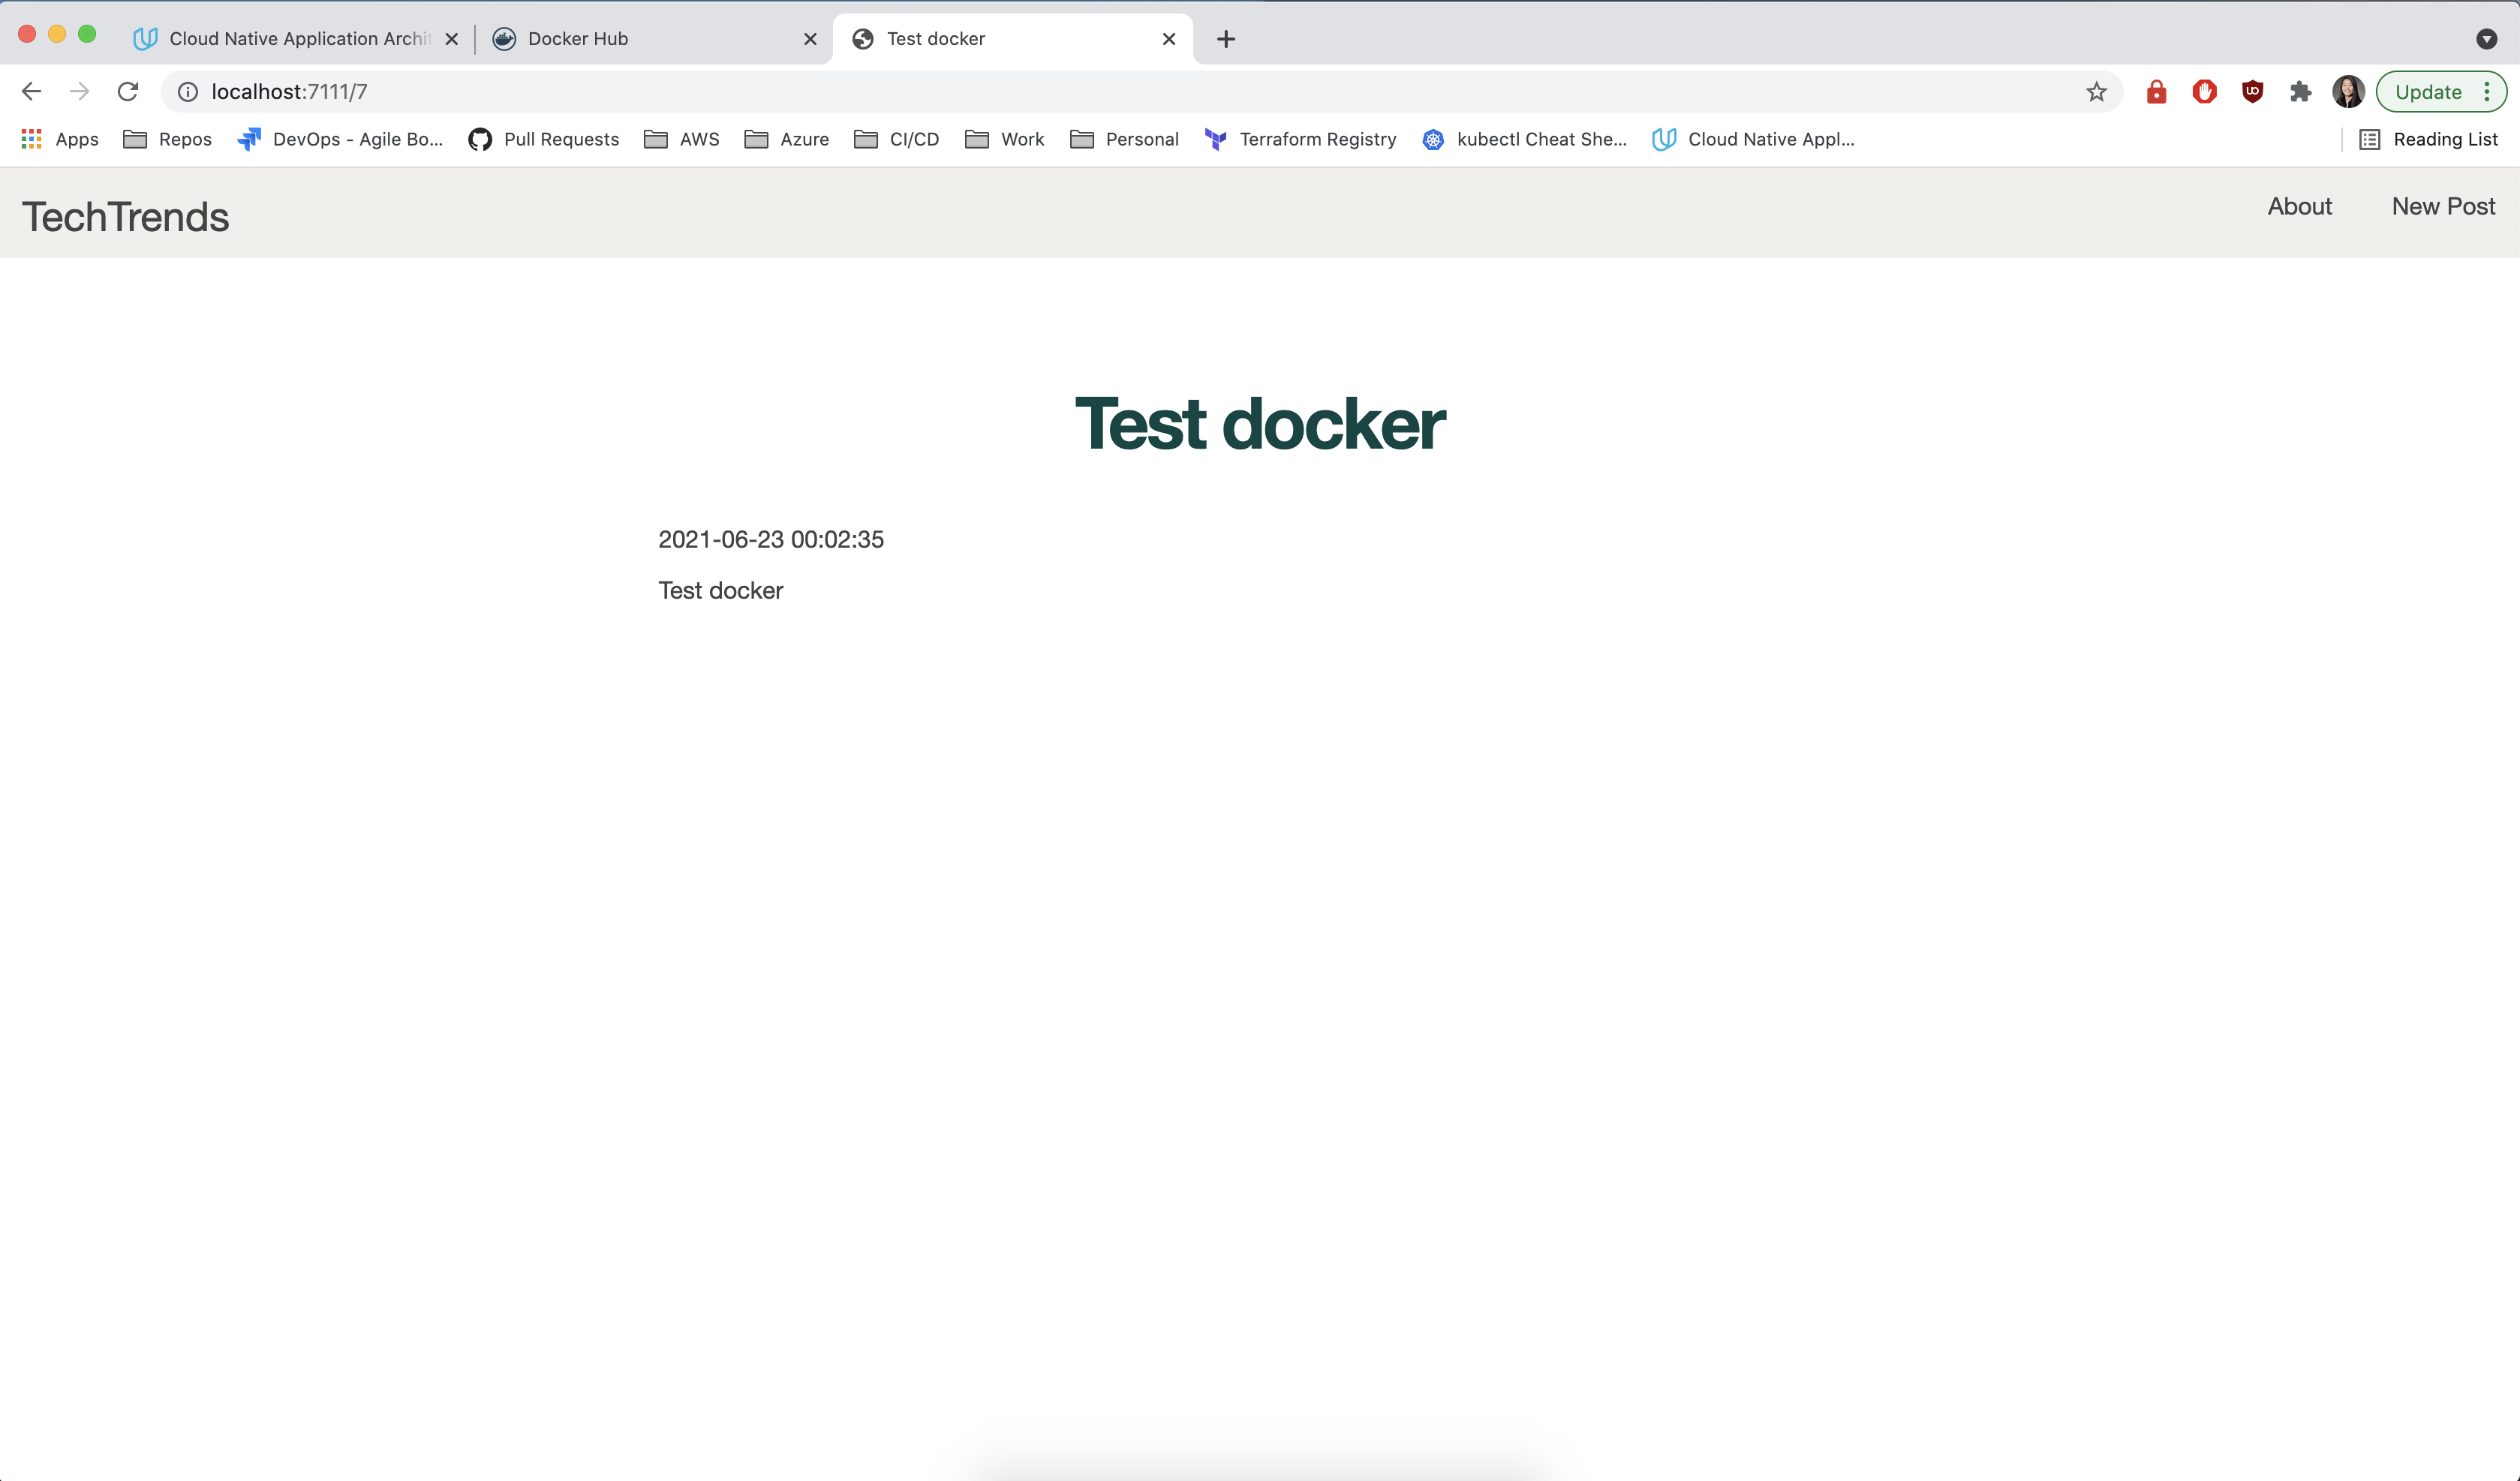 Cloud Native Application Archi
Docker Hub
Test docker
localhost:7111/7
Update
Apps
Repos
DevOps - Agile Bo...
Pull Requests
AWS
Azure
CI/CD
Work
Personal
Terraform Registry
kubectl Cheat She...
Cloud Native Appl...
Reading List
TechTrends
About
New Post
Test docker
2021-06-23 00:02:35
Test docker